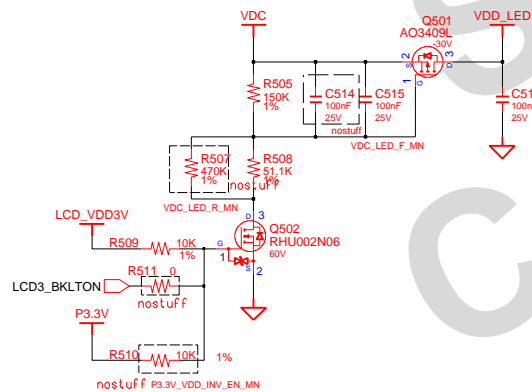 VDC
Q501
AO3409L
-30V
VDD_LED
2
S
D
3
G
1
R505
150K
1%
C514
100nF
25V
nostuff
C515
100nF
25V
C51
100n
25V
VDC_LED_F_MN
R507
470K
1%
nostuff
R508
51.1K
1%
VDC_LED_R_MN
D
3
Q502
RHU002N06
60V
G
1
S
2
LCD_VDD3V
R509
10K
1%
R511
0
LCD3_BKLTON
nostuff
P3.3V
R510
10K
1%
nostuff
P3.3V_VDD_INV_EN_MN